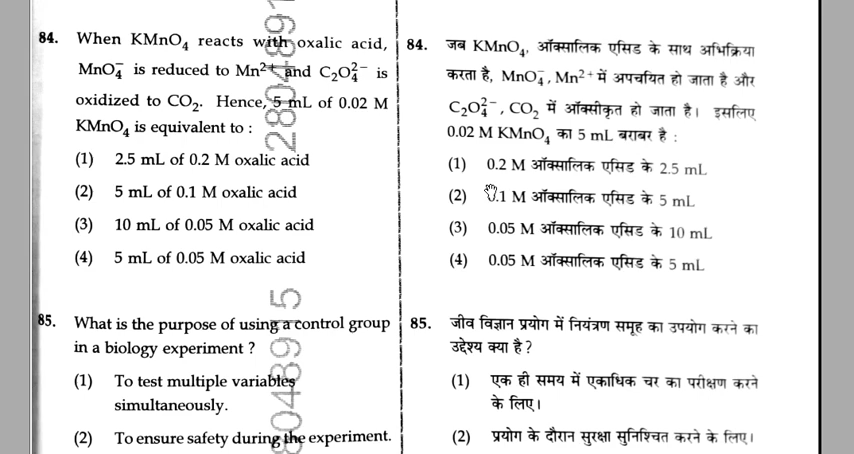 84. When KMnO₄ reacts with oxalic acid,
MnO₄⁻ is reduced to Mn²⁺ and C₂O₄²⁻ is
oxidized to CO₂. Hence, 5 mL of 0.02 M
KMnO₄ is equivalent to :
(1) 2.5 mL of 0.2 M oxalic acid
(2) 5 mL of 0.1 M oxalic acid
(3) 10 mL of 0.05 M oxalic acid
(4) 5 mL of 0.05 M oxalic acid
85. What is the purpose of using a control group
in a biology experiment ?
(1) To test multiple variables
simultaneously.
(2) To ensure safety during the experiment.
84. जब KMnO₄, ऑक्सालिक एसिड के साथ अभिक्रिया
करता है, MnO₄⁻, Mn²⁺ में अपचयित हो जाता है और
C₂O₄²⁻, CO₂ में ऑक्सीकृत हो जाता है। इसलिए
0.02 M KMnO₄ का 5 mL बराबर है :
(1) 0.2 M ऑक्सालिक एसिड के 2.5 mL
(2) 0.1 M ऑक्सालिक एसिड के 5 mL
(3) 0.05 M ऑक्सालिक एसिड के 10 mL
(4) 0.05 M ऑक्सालिक एसिड के 5 mL
85. जीव विज्ञान प्रयोग में नियंत्रण समूह का उपयोग करने का
उद्देश्य क्या है ?
(1) एक ही समय में एकाधिक चर का परीक्षण करने
के लिए।
(2) प्रयोग के दौरान सुरक्षा सुनिश्चित करने के लिए।